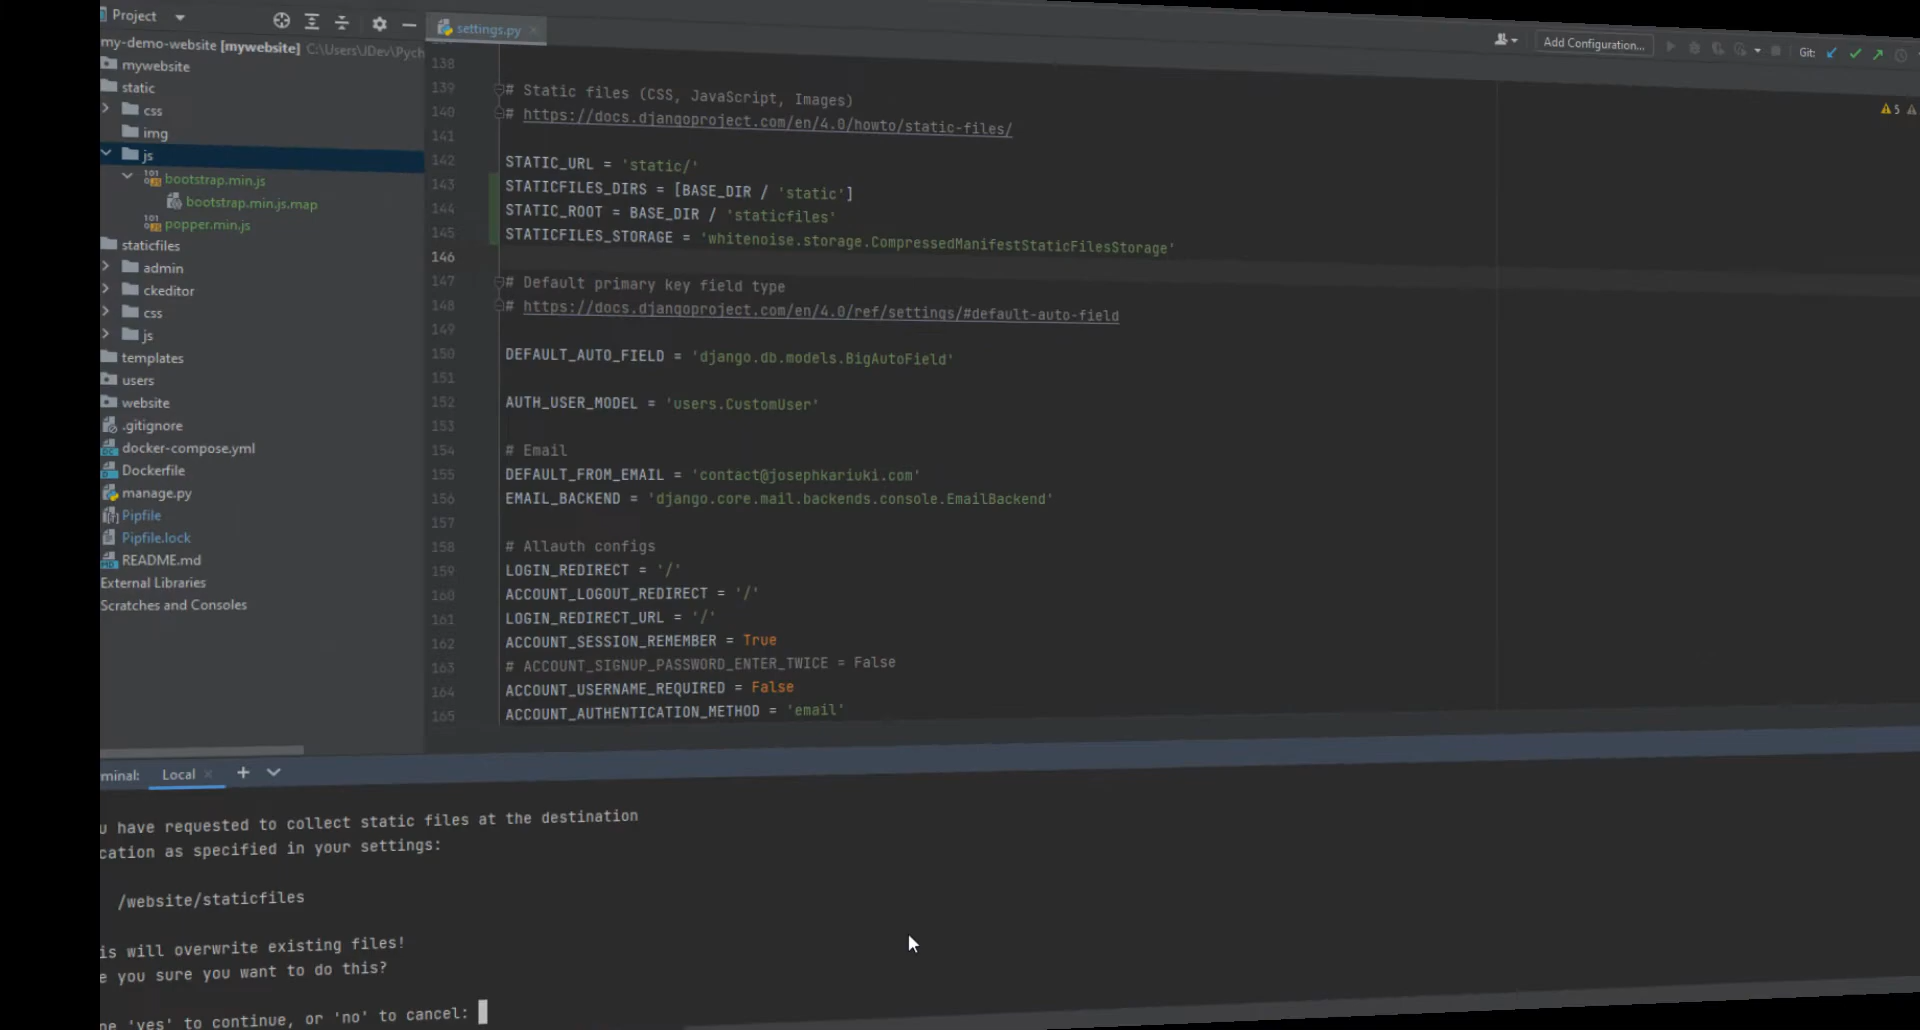 Project
settings.py
Add Configuration...
Git:
my-demo-website [mywebsite] C:\Users\JDev\Pych
mywebsite
static
css
img
js
bootstrap.min.js
bootstrap.min.js.map
popper.min.js
staticfiles
admin
ckeditor
css
js
templates
users
website
.gitignore
docker-compose.yml
Dockerfile
manage.py
Pipfile
Pipfile.lock
README.md
External Libraries
Scratches and Consoles
5
138
139 # Static files (CSS, JavaScript, Images)
140 # https://docs.djangoproject.com/en/4.0/howto/static-files/
141
142 STATIC_URL = 'static/'
143 STATICFILES_DIRS = [BASE_DIR / 'static']
144 STATIC_ROOT = BASE_DIR / 'staticfiles'
145 STATICFILES_STORAGE = 'whitenoise.storage.CompressedManifestStaticFilesStorage'
146
147 # Default primary key field type
148 # https://docs.djangoproject.com/en/4.0/ref/settings/#default-auto-field
149
150 DEFAULT_AUTO_FIELD = 'django.db.models.BigAutoField'
151
152 AUTH_USER_MODEL = 'users.CustomUser'
153
154 # Email
155 DEFAULT_FROM_EMAIL = 'contact@josephkariuki.com'
156 EMAIL_BACKEND = 'django.core.mail.backends.console.EmailBackend'
157
158 # Allauth configs
159 LOGIN_REDIRECT = '/'
160 ACCOUNT_LOGOUT_REDIRECT = '/'
161 LOGIN_REDIRECT_URL = '/'
162 ACCOUNT_SESSION_REMEMBER = True
163 # ACCOUNT_SIGNUP_PASSWORD_ENTER_TWICE = False
164 ACCOUNT_USERNAME_REQUIRED = False
165 ACCOUNT_AUTHENTICATION_METHOD = 'email'
minal: Local
u have requested to collect static files at the destination
cation as specified in your settings:
/website/staticfiles
is will overwrite existing files!
e you sure you want to do this?
pe 'yes' to continue, or 'no' to cancel: